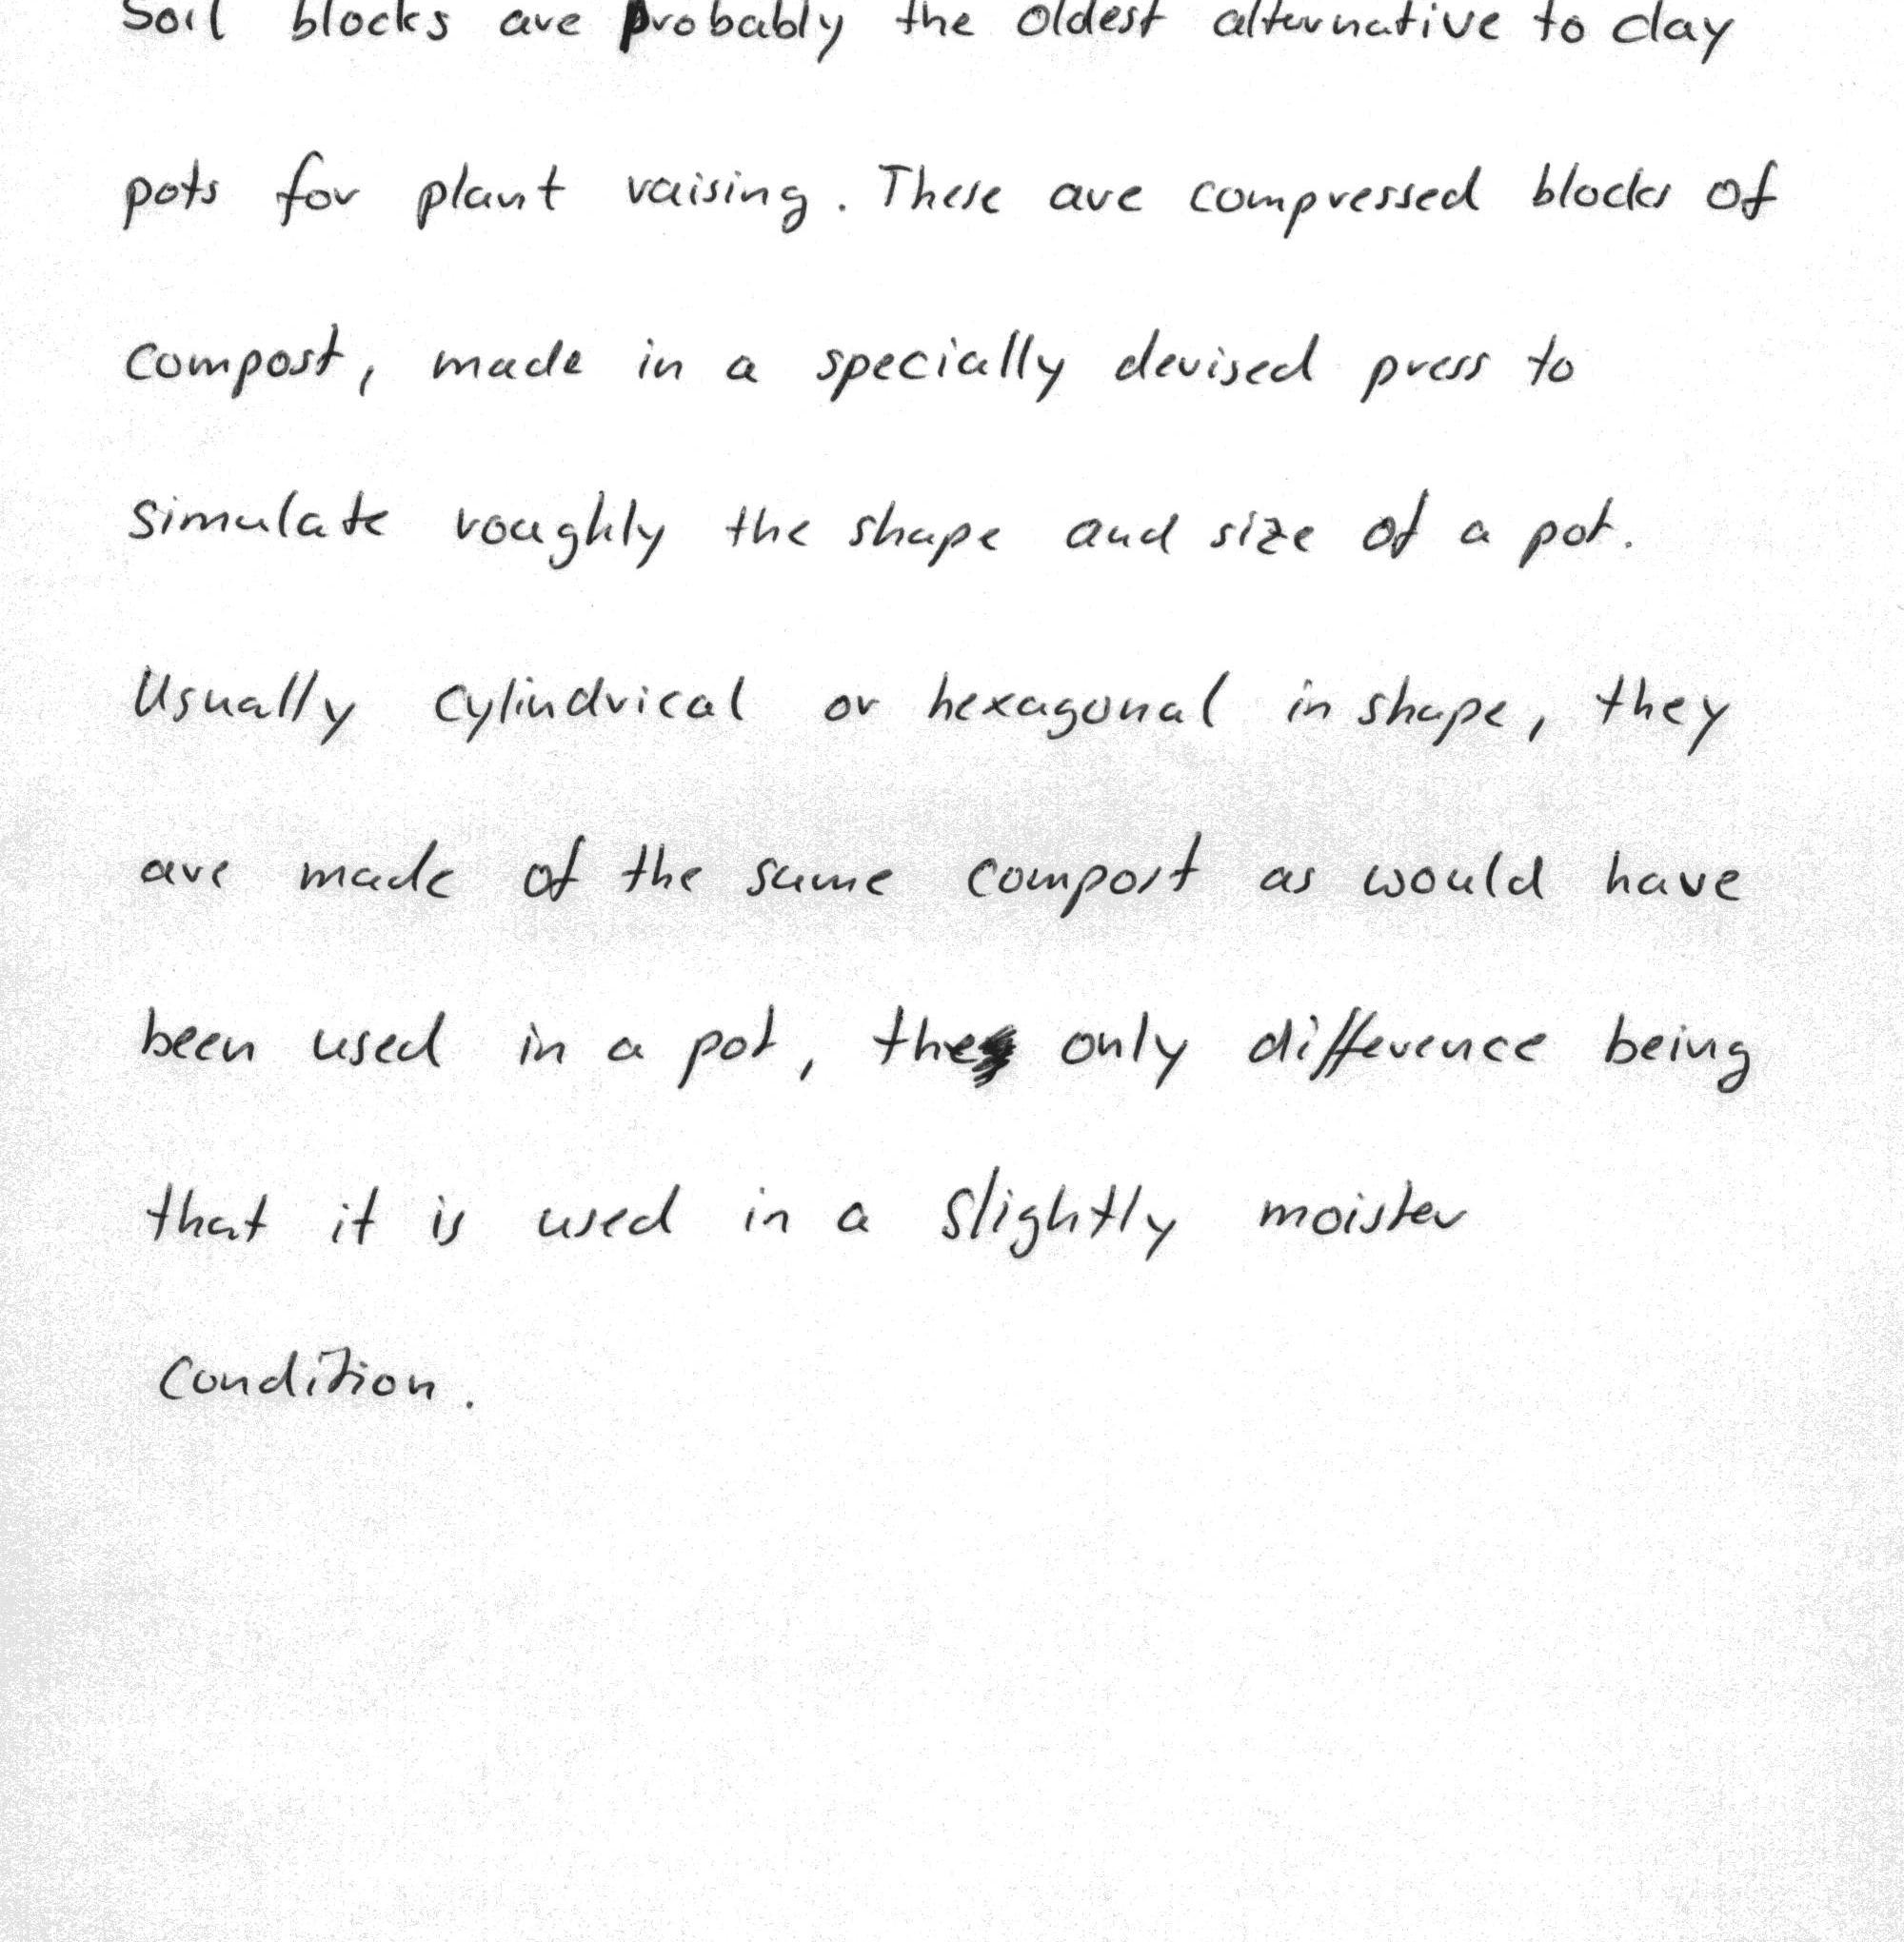 Soil blocks are probably the oldest alternative to clay
pots for plant raising. These are compressed blocks of
compost, made in a specially devised press to
simulate roughly the shape and size of a pot.
Usually cylindrical or hexagonal in shape, they
are made of the same compost as would have
been used in a pot, the only difference being
that it is used in a slightly moister
condition.